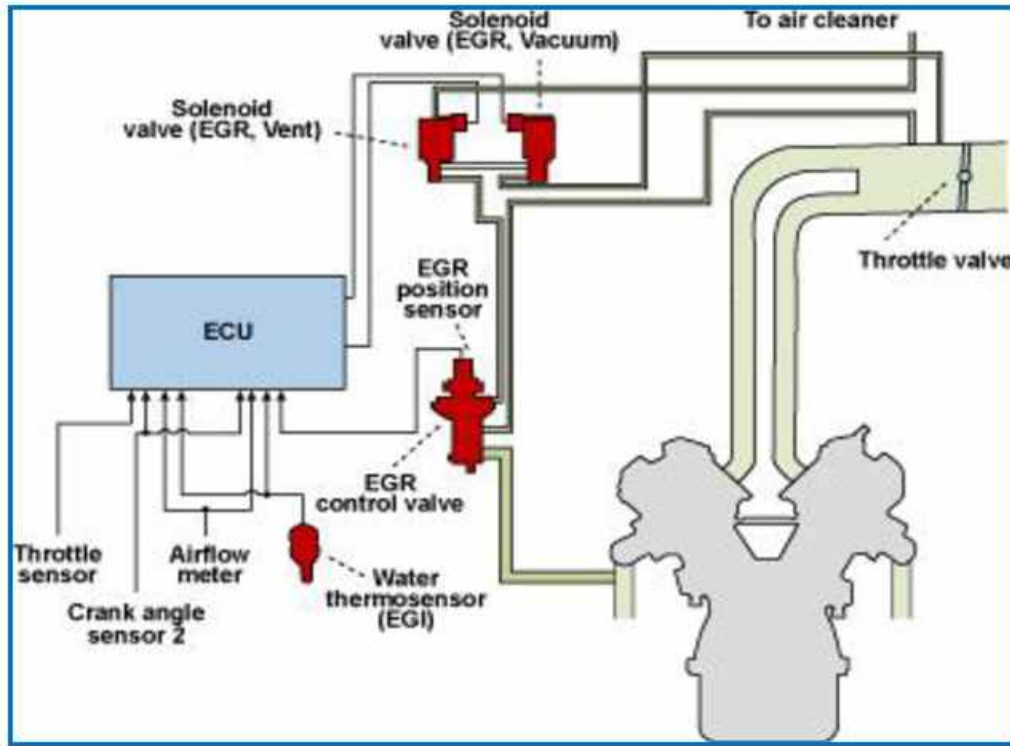 Solenoid
valve (EGR, Vacuum)
To air cleaner
Solenoid
valve (EGR, Vent)
Throttle valve
EGR
position
sensor
ECU
EGR
control valve
Throttle
sensor
Airflow
meter
Water
thermosensor
(EGI)
Crank angle
sensor 2